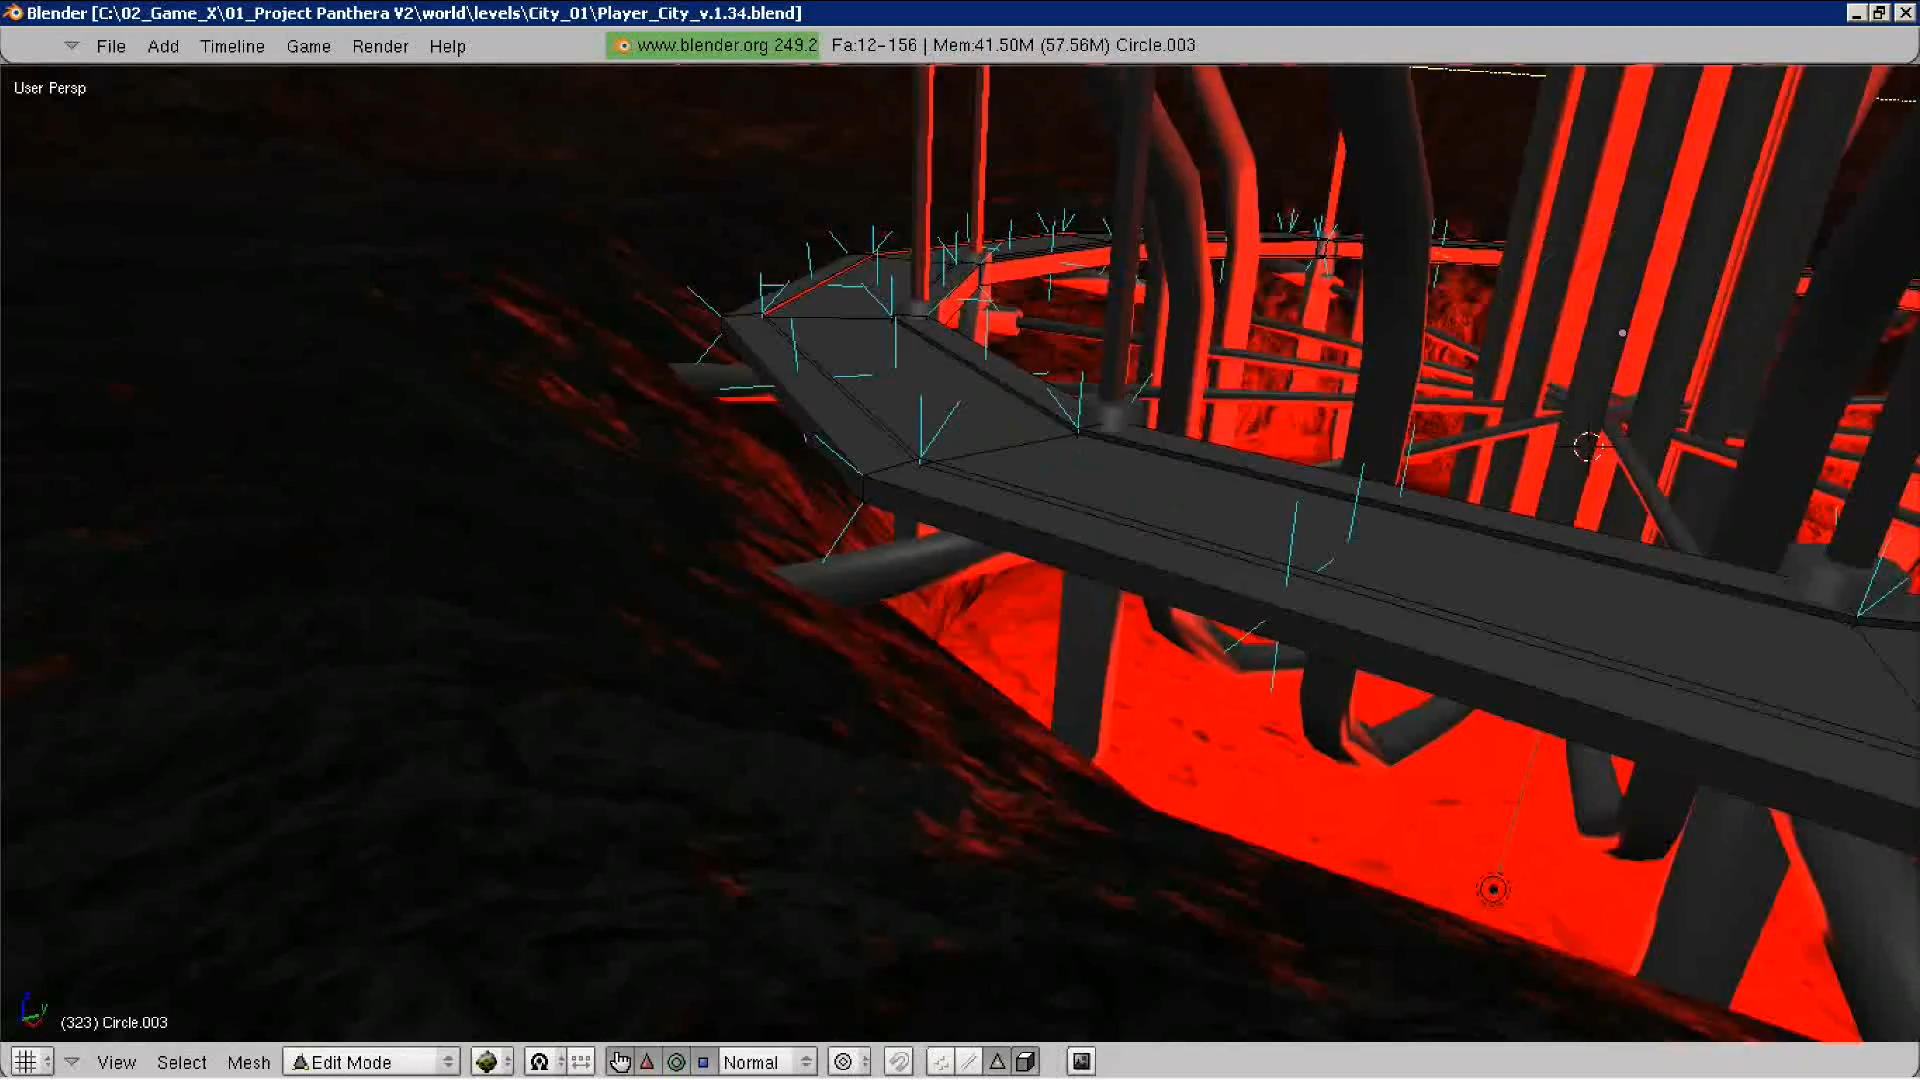 Blender [C:\02_Game_X\01_Project Panthera V2\world\levels\City_01\Player_City_v.1.34.blend]
File Add Timeline Game Render Help www.blender.org 249.2 Fa:12-156 | Mem:41.50M (57.56M) Circle.003
User Persp
(323) Circle.003
View Select Mesh Edit Mode Normal